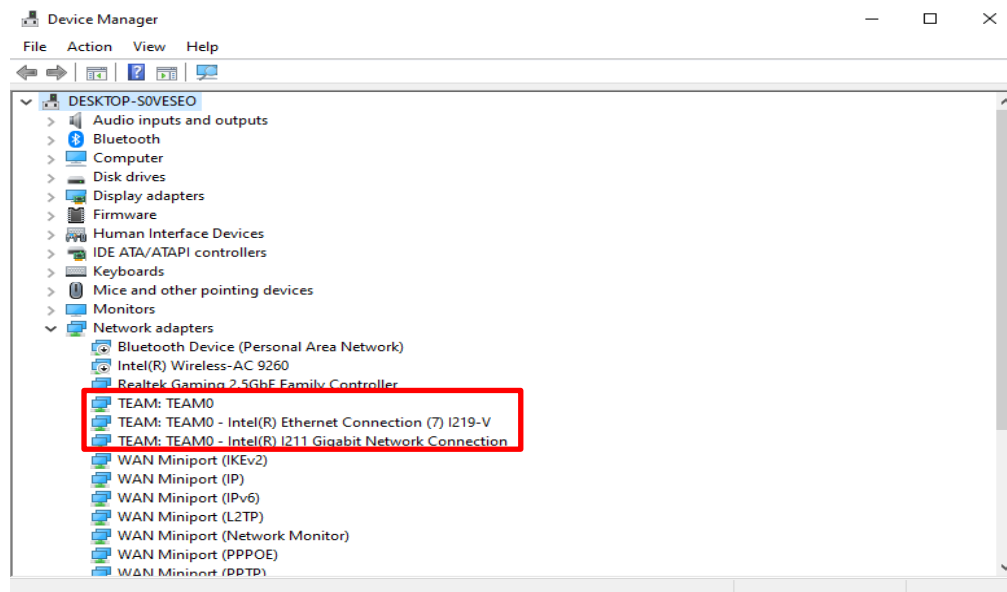 Device Manager
File Action View Help
DESKTOP-S0VESEO
Audio inputs and outputs
Bluetooth
Computer
Disk drives
Display adapters
Firmware
Human Interface Devices
IDE ATA/ATAPI controllers
Keyboards
Mice and other pointing devices
Monitors
Network adapters
Bluetooth Device (Personal Area Network)
Intel(R) Wireless-AC 9260
Realtek Gaming 2.5GbE Family Controller
TEAM: TEAM0
TEAM: TEAM0 - Intel(R) Ethernet Connection (7) I219-V
TEAM: TEAM0 - Intel(R) I211 Gigabit Network Connection
WAN Miniport (IKEv2)
WAN Miniport (IP)
WAN Miniport (IPv6)
WAN Miniport (L2TP)
WAN Miniport (Network Monitor)
WAN Miniport (PPPOE)
WAN Miniport (PPTP)